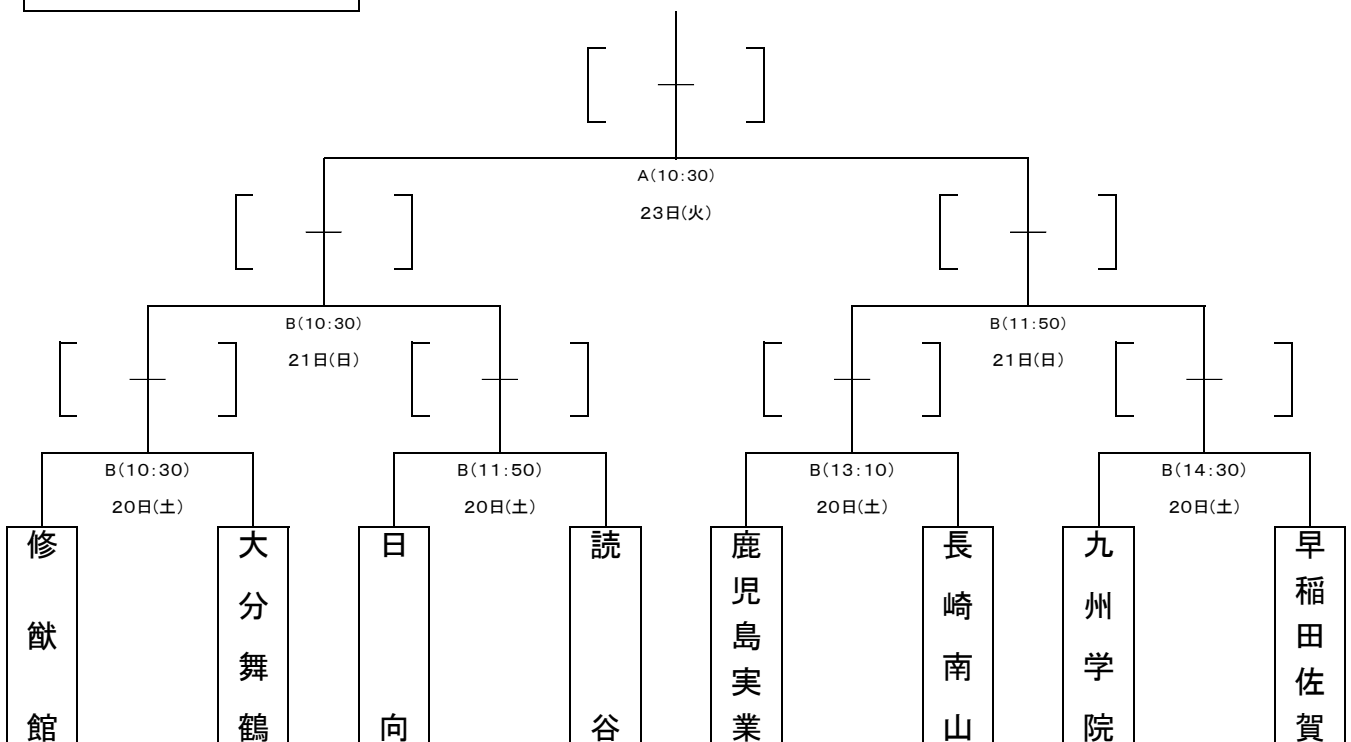 A(10:30)
23日(火)
B(10:30)
21日(日)
B(11:50)
21日(日)
B(10:30)
20日(土)
B(11:50)
20日(土)
B(13:10)
20日(土)
B(14:30)
20日(土)
修猷館
大分舞鶴
日向
読谷
鹿児島実業
長崎南山
九州学院
早稲田佐賀